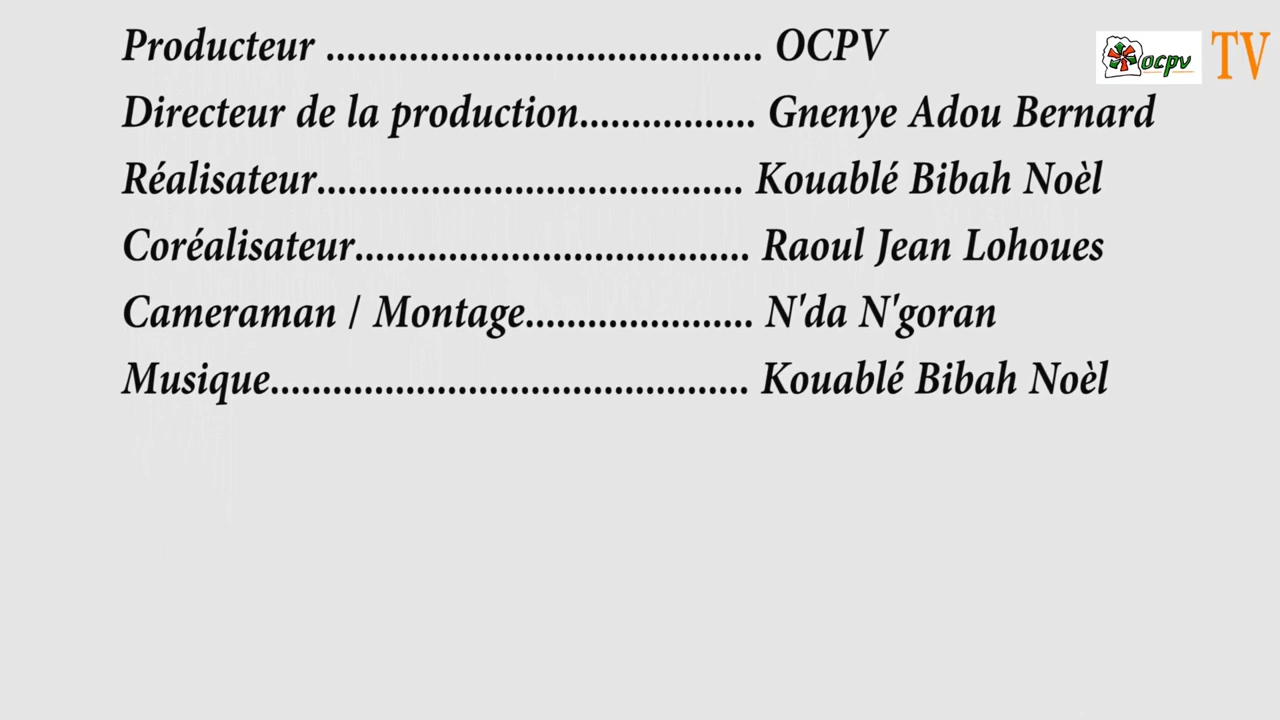 Producteur .......................................... OCPV
ocpv TV
Directeur de la production................. Gnenye Adou Bernard
Réalisateur......................................... Kouablé Bibah Noèl
Coréalisateur...................................... Raoul Jean Lohoues
Cameraman / Montage...................... N'da N'goran
Musique.............................................. Kouablé Bibah Noèl